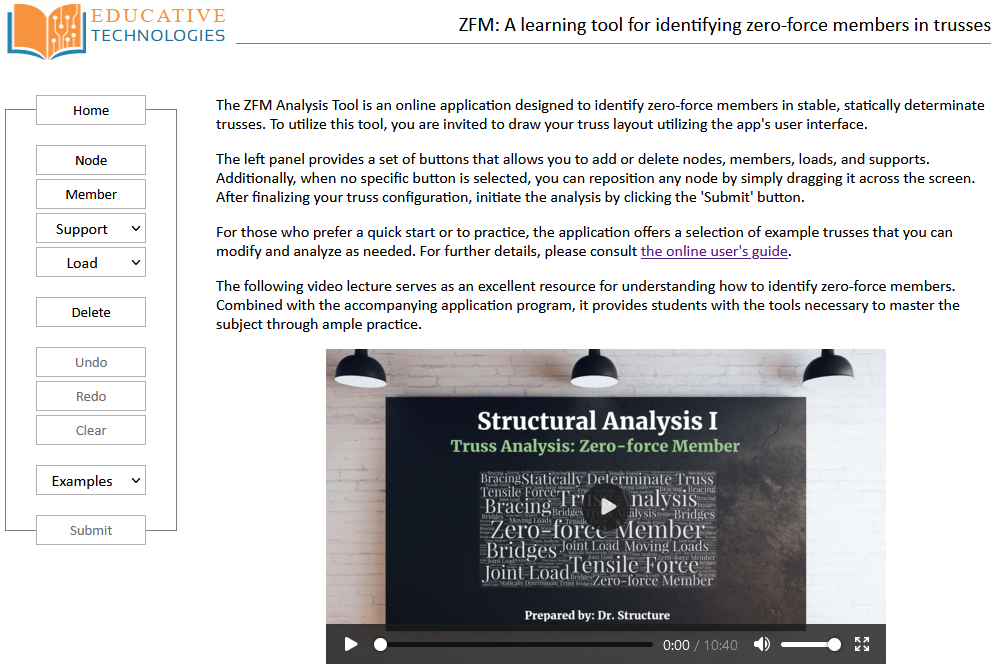 EDUCATIVE
TECHNOLOGIES
ZFM: A learning tool for identifying zero-force members in trusses
Home
Node
Member
Support
Load
Delete
Undo
Redo
Clear
Examples
Submit
The ZFM Analysis Tool is an online application designed to identify zero-force members in stable, statically determinate
trusses. To utilize this tool, you are invited to draw your truss layout utilizing the app's user interface.
The left panel provides a set of buttons that allows you to add or delete nodes, members, loads, and supports.
Additionally, when no specific button is selected, you can reposition any node by simply dragging it across the screen.
After finalizing your truss configuration, initiate the analysis by clicking the 'Submit' button.
For those who prefer a quick start or to practice, the application offers a selection of example trusses that you can
modify and analyze as needed. For further details, please consult the online user's guide.
The following video lecture serves as an excellent resource for understanding how to identify zero-force members.
Combined with the accompanying application program, it provides students with the tools necessary to master the
subject through ample practice.
Structural Analysis I
Truss Analysis: Zero-force Member
Bracing Statically Determinate Truss
Tensile Force
Bracing Bridges
Bridges
Moving Loads
Zero-force Member
Bridges Joint Load Moving Loads
Joint Load Tensile Force
Zero-force Member
Prepared by: Dr. Structure
0:00 / 10:40